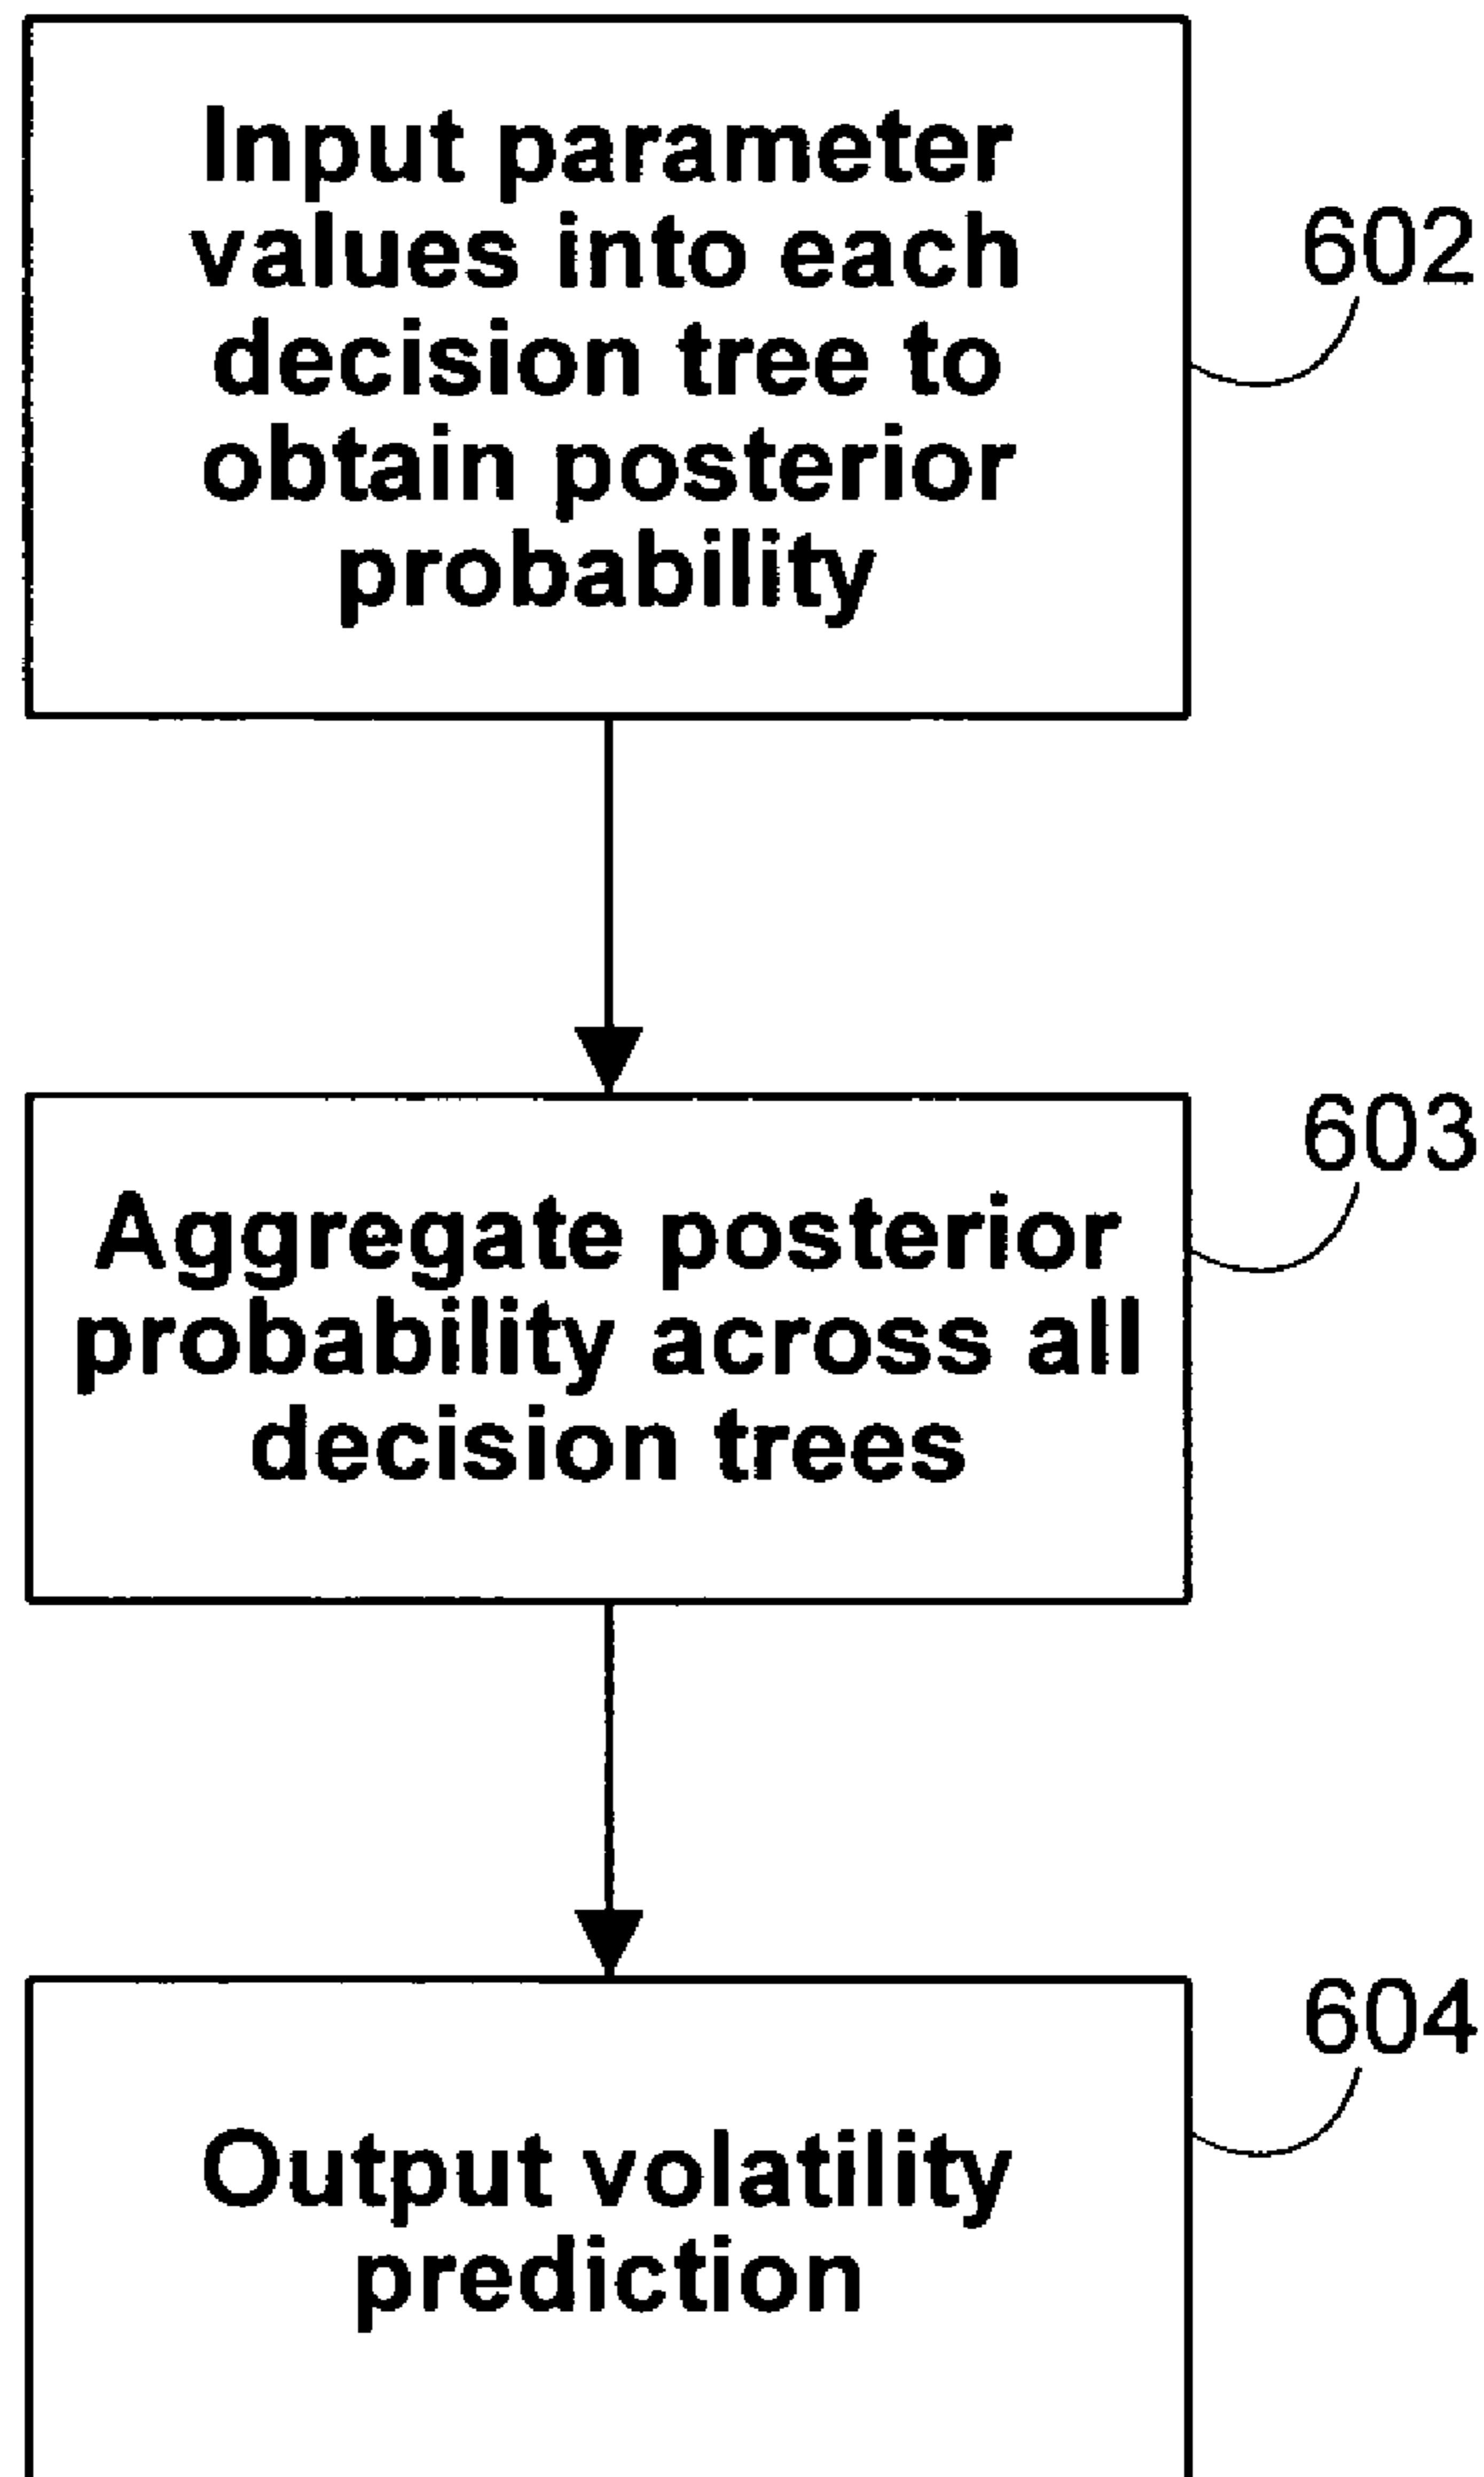 Input parameter
values into each
decision tree to
obtain posterior
probability
602
Aggregate posterior
probability across all
decision trees
603
Output volatility
prediction
604